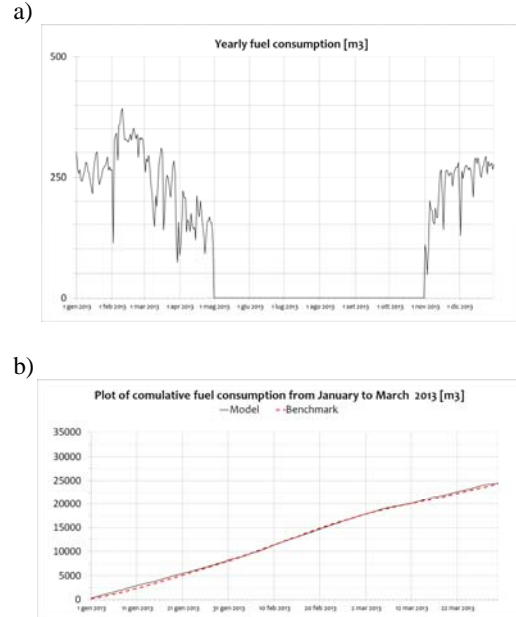 a)
Yearly fuel consumption [m3]
500
250
0
1 gen 2013 1 feb 2013 1 mar 2013 1 apr 2013 1 mag 2013 1 giu 2013 1 lug 2013 1 ago 2013 1 set 2013 1 ott 2013 1 nov 2013 1 dic 2013
b)
Plot of comulative fuel consumption from January to March 2013 [m3]
Model Benchmark
35000
30000
25000
20000
15000
10000
5000
0
1 gen 2013 11 gen 2013 21 gen 2013 31 gen 2013 10 feb 2013 20 feb 2013 2 mar 2013 12 mar 2013 22 mar 2013